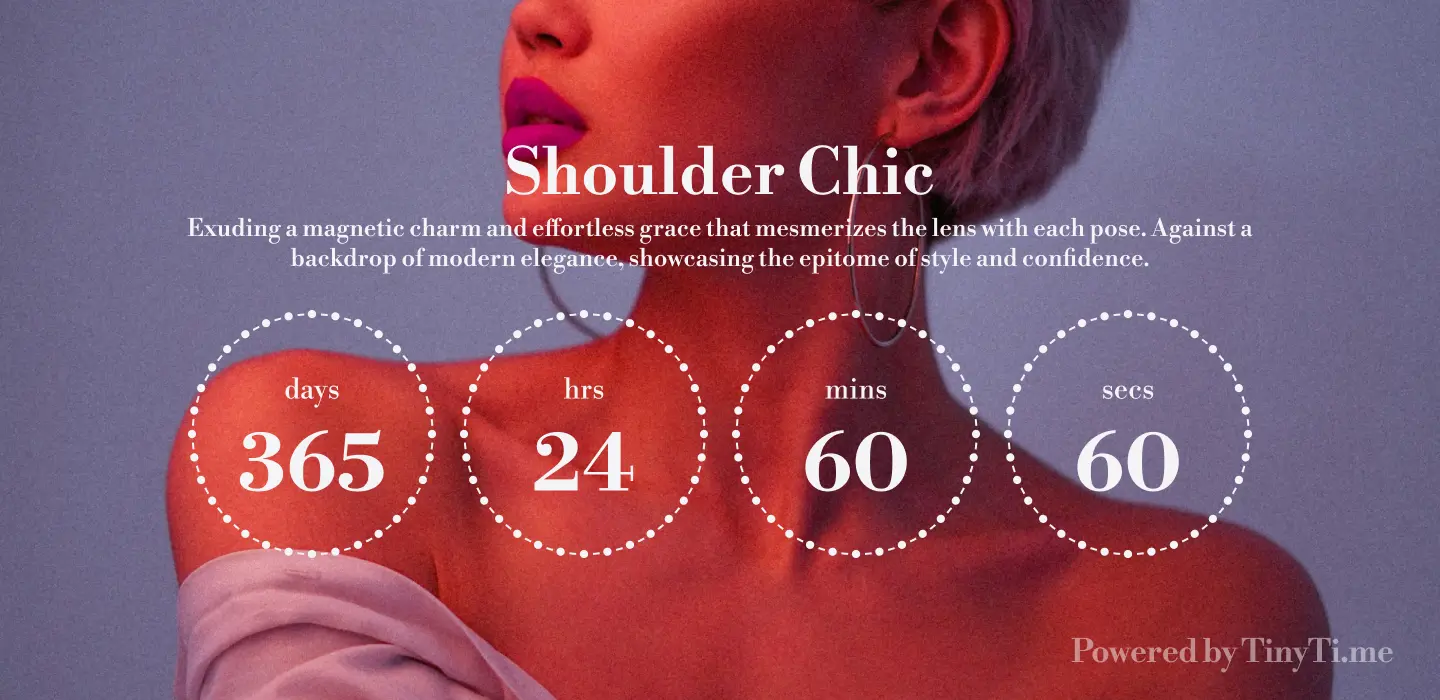 Shoulder Chic
Exuding a magnetic charm and effortless grace that mesmerizes the lens with each pose. Against a
backdrop of modern elegance, showcasing the epitome of style and confidence.
days
hrs
mins
secs
365
24
60
60
Powered by TinyTi.me